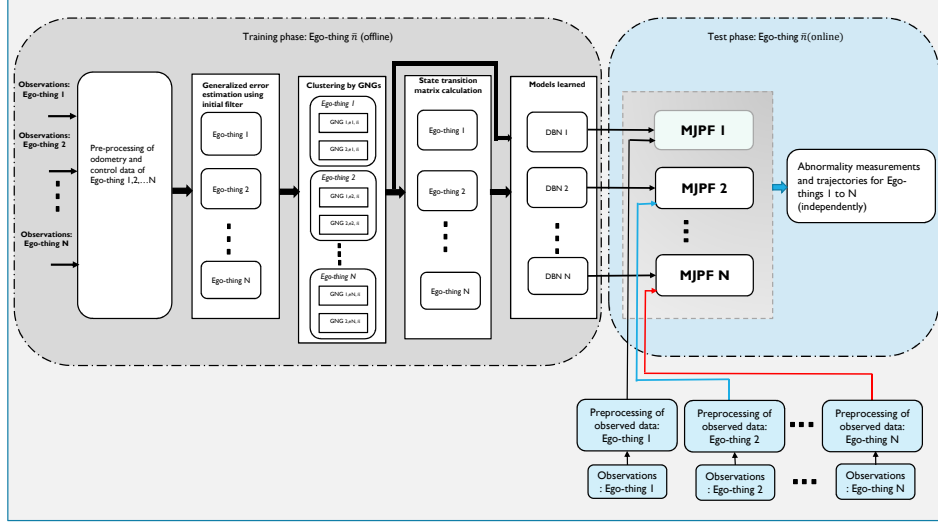 Training phase: Ego-thing n̄ (offline)
Test phase: Ego-thing n̄(online)
Observations:
Ego-thing 1
Observations:
Ego-thing 2
Observations:
Ego-thing N
Pre-processing of
odometry and
control data of
Ego-thing 1,2,…N
Generalized error
estimation using
initial filter
Ego-thing 1
Ego-thing 2
Ego-thing N
Clustering by GNGs
Ego-thing 1
GNG 1,e1, n̄
GNG 2,e1, n̄
Ego-thing 2
GNG 1,e2, n̄
GNG 2,e2, n̄
Ego-thing N
GNG 1,eN, n̄
GNG 2,eN, n̄
State transition
matrix calculation
Ego-thing 1
Ego-thing 2
Ego-thing N
Models learned
DBN 1
DBN 2
DBN N
MJPF 1
MJPF 2
MJPF N
Abnormality measurements
and trajectories for Ego-
things 1 to N
(independently)
Preprocessing of
observed data:
Ego-thing 1
Preprocessing of
observed data:
Ego-thing 2
Preprocessing of
observed data:
Ego-thing N
Observations
: Ego-thing 1
Observations
: Ego-thing 2
Observations
: Ego-thing N